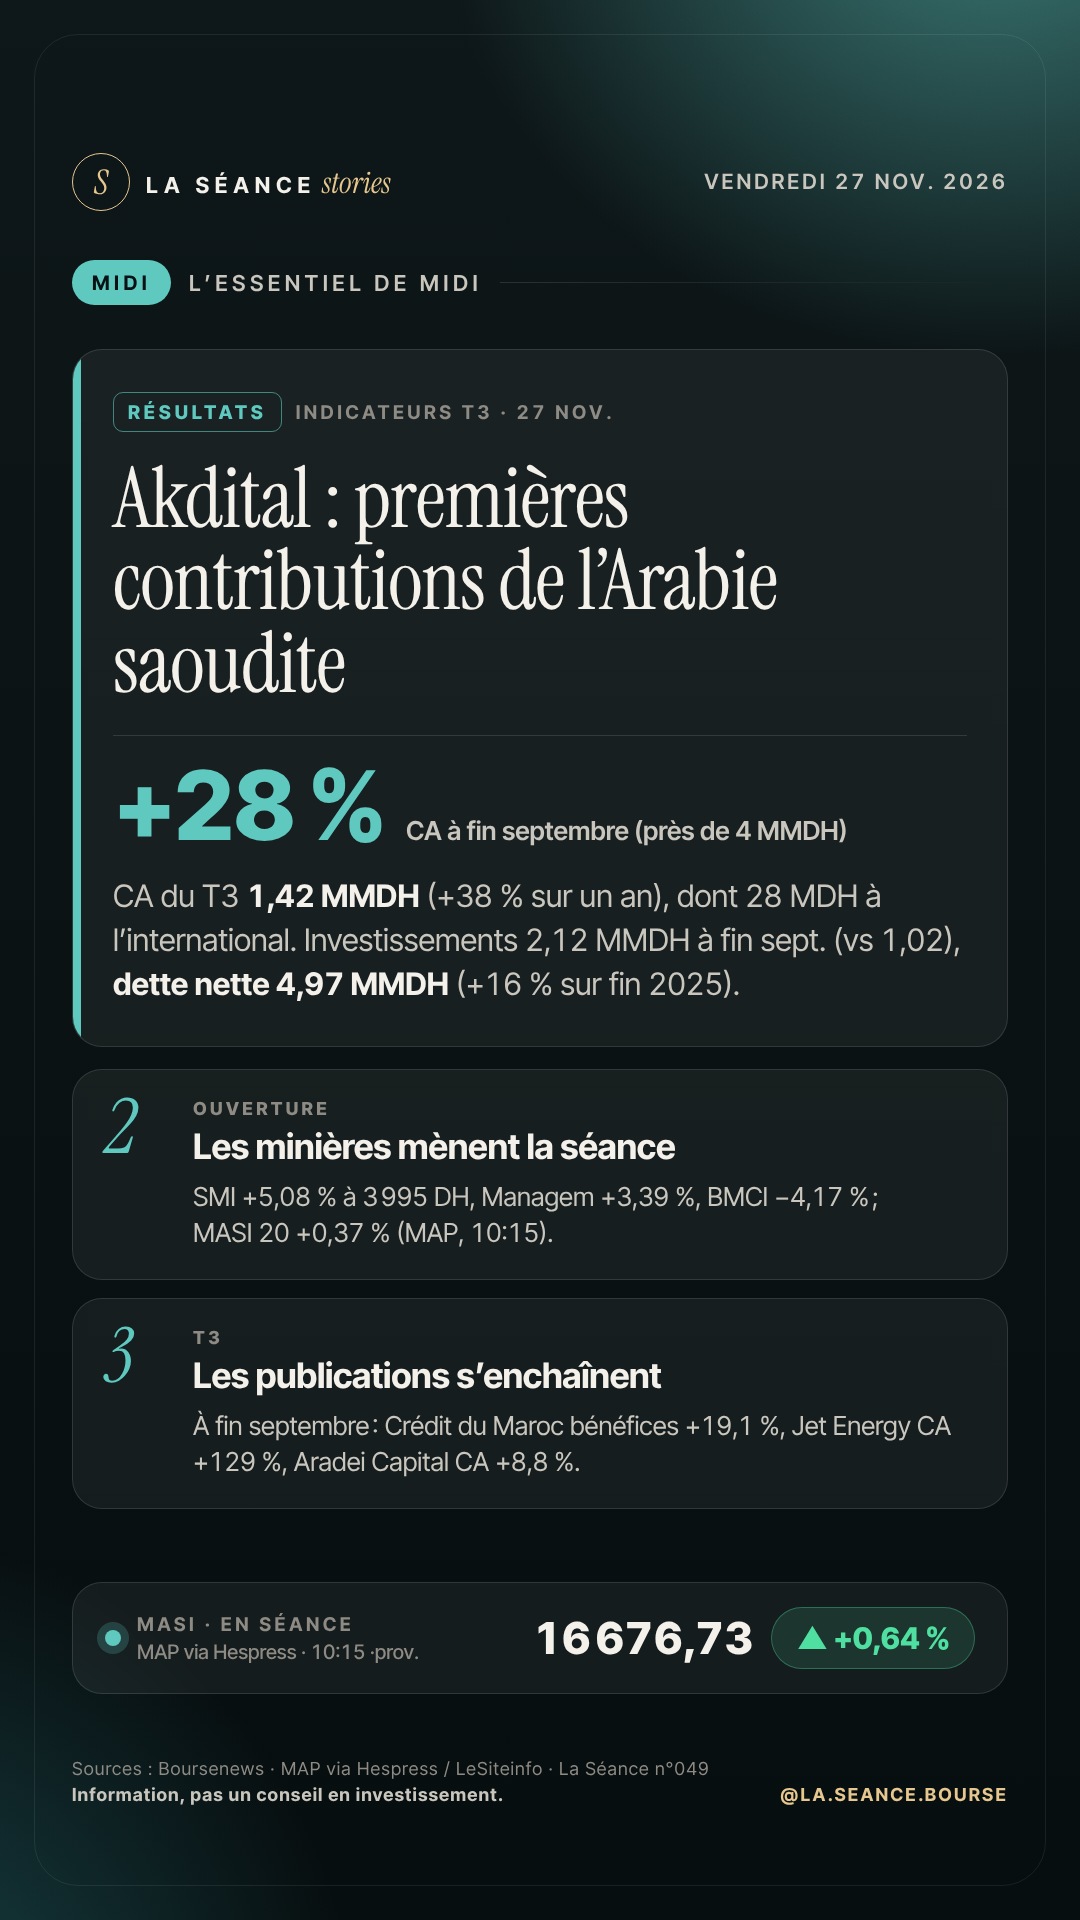 S LA SÉANCE stories
VENDREDI 27 NOV. 2026
MIDI L’ESSENTIEL DE MIDI
RÉSULTATS INDICATEURS T3 · 27 NOV.
Akdital : premières
contributions de l’Arabie
saoudite
+28 % CA à fin septembre (près de 4 MMDH)
CA du T3 1,42 MMDH (+38 % sur un an), dont 28 MDH à
l’international. Investissements 2,12 MMDH à fin sept. (vs 1,02),
dette nette 4,97 MMDH (+16 % sur fin 2025).
2
OUVERTURE
Les minières mènent la séance
SMI +5,08 % à 3 995 DH, Managem +3,39 %, BMCI −4,17 % ;
MASI 20 +0,37 % (MAP, 10:15).
3
T3
Les publications s’enchaînent
À fin septembre : Crédit du Maroc bénéfices +19,1 %, Jet Energy CA
+129 %, Aradei Capital CA +8,8 %.
MASI · EN SÉANCE
MAP via Hespress · 10:15 ·prov.
16 676,73 ▲ +0,64 %
Sources : Boursenews · MAP via Hespress / LeSiteinfo · La Séance n°049
Information, pas un conseil en investissement.
@LA.SEANCE.BOURSE